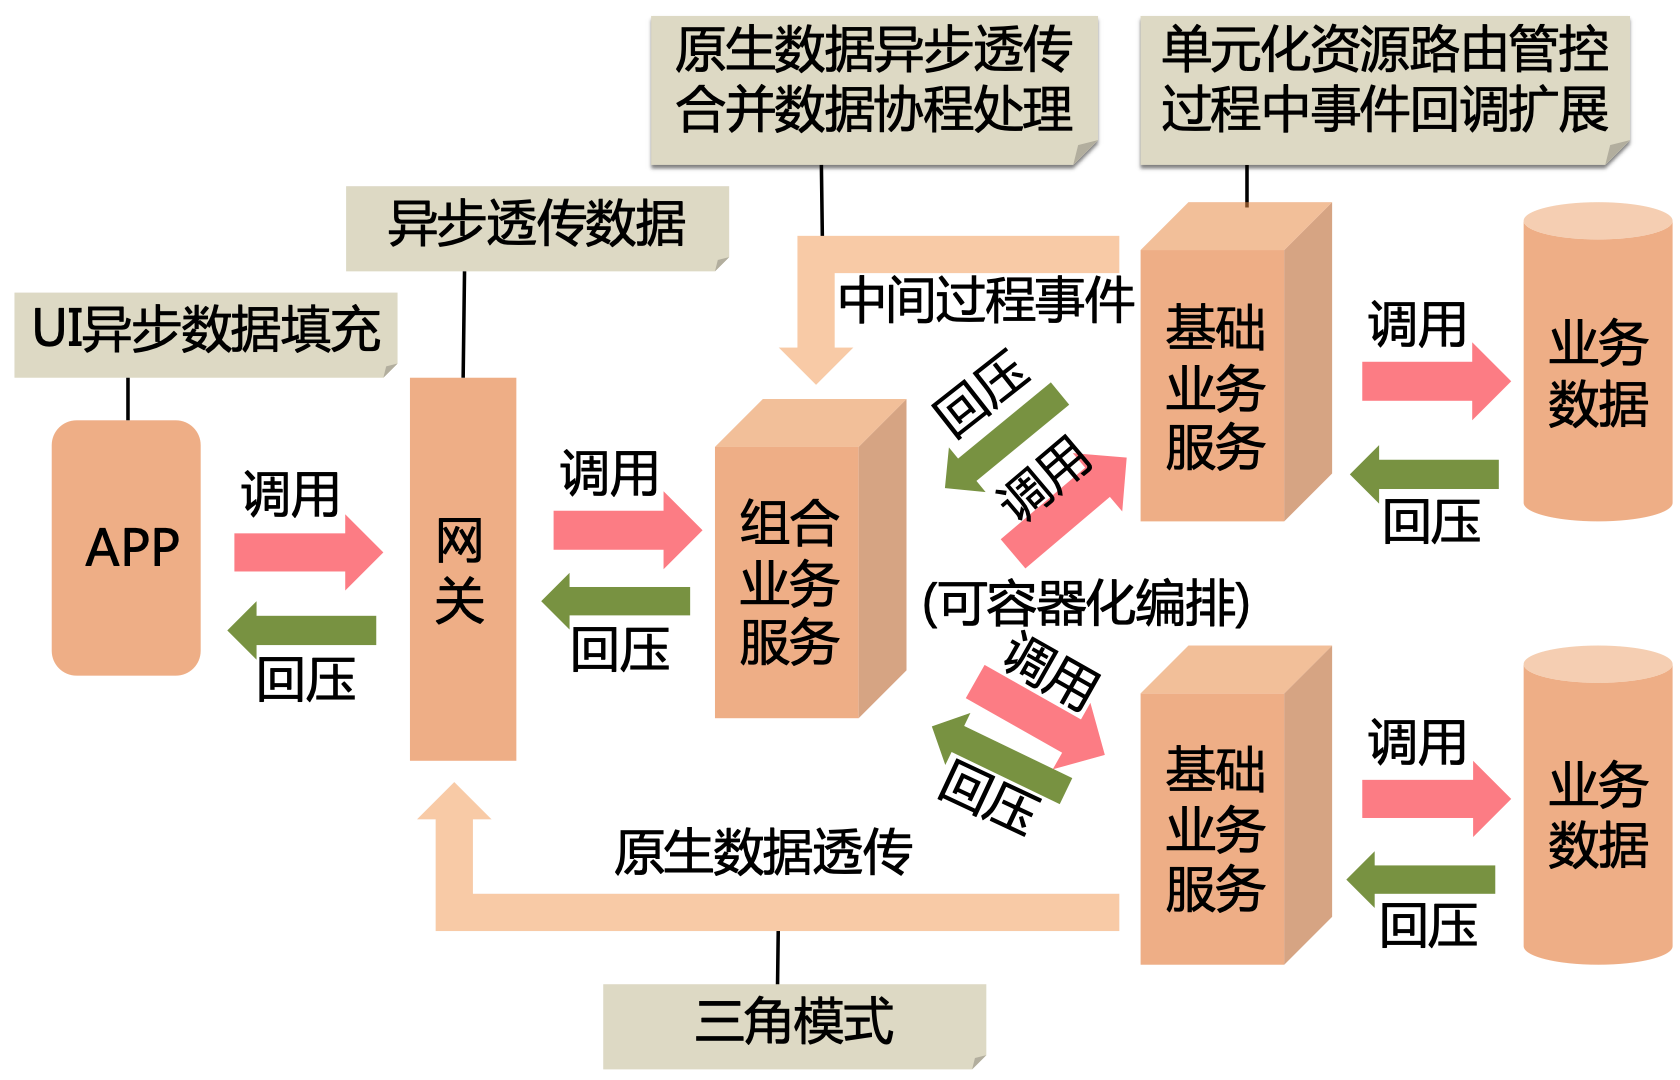 原生数据异步透传
合并数据协程处理
单元化资源路由管控
过程中事件回调扩展
异步透传数据
UI异步数据填充
中间过程事件
基础
业务
服务
调用
业务
数据
回压
回压
调用
APP
调用
回压
网
关
调用
回压
组合
业务
服务
(可容器化编排)
调用
回压
基础
业务
服务
调用
业务
数据
回压
原生数据透传
三角模式